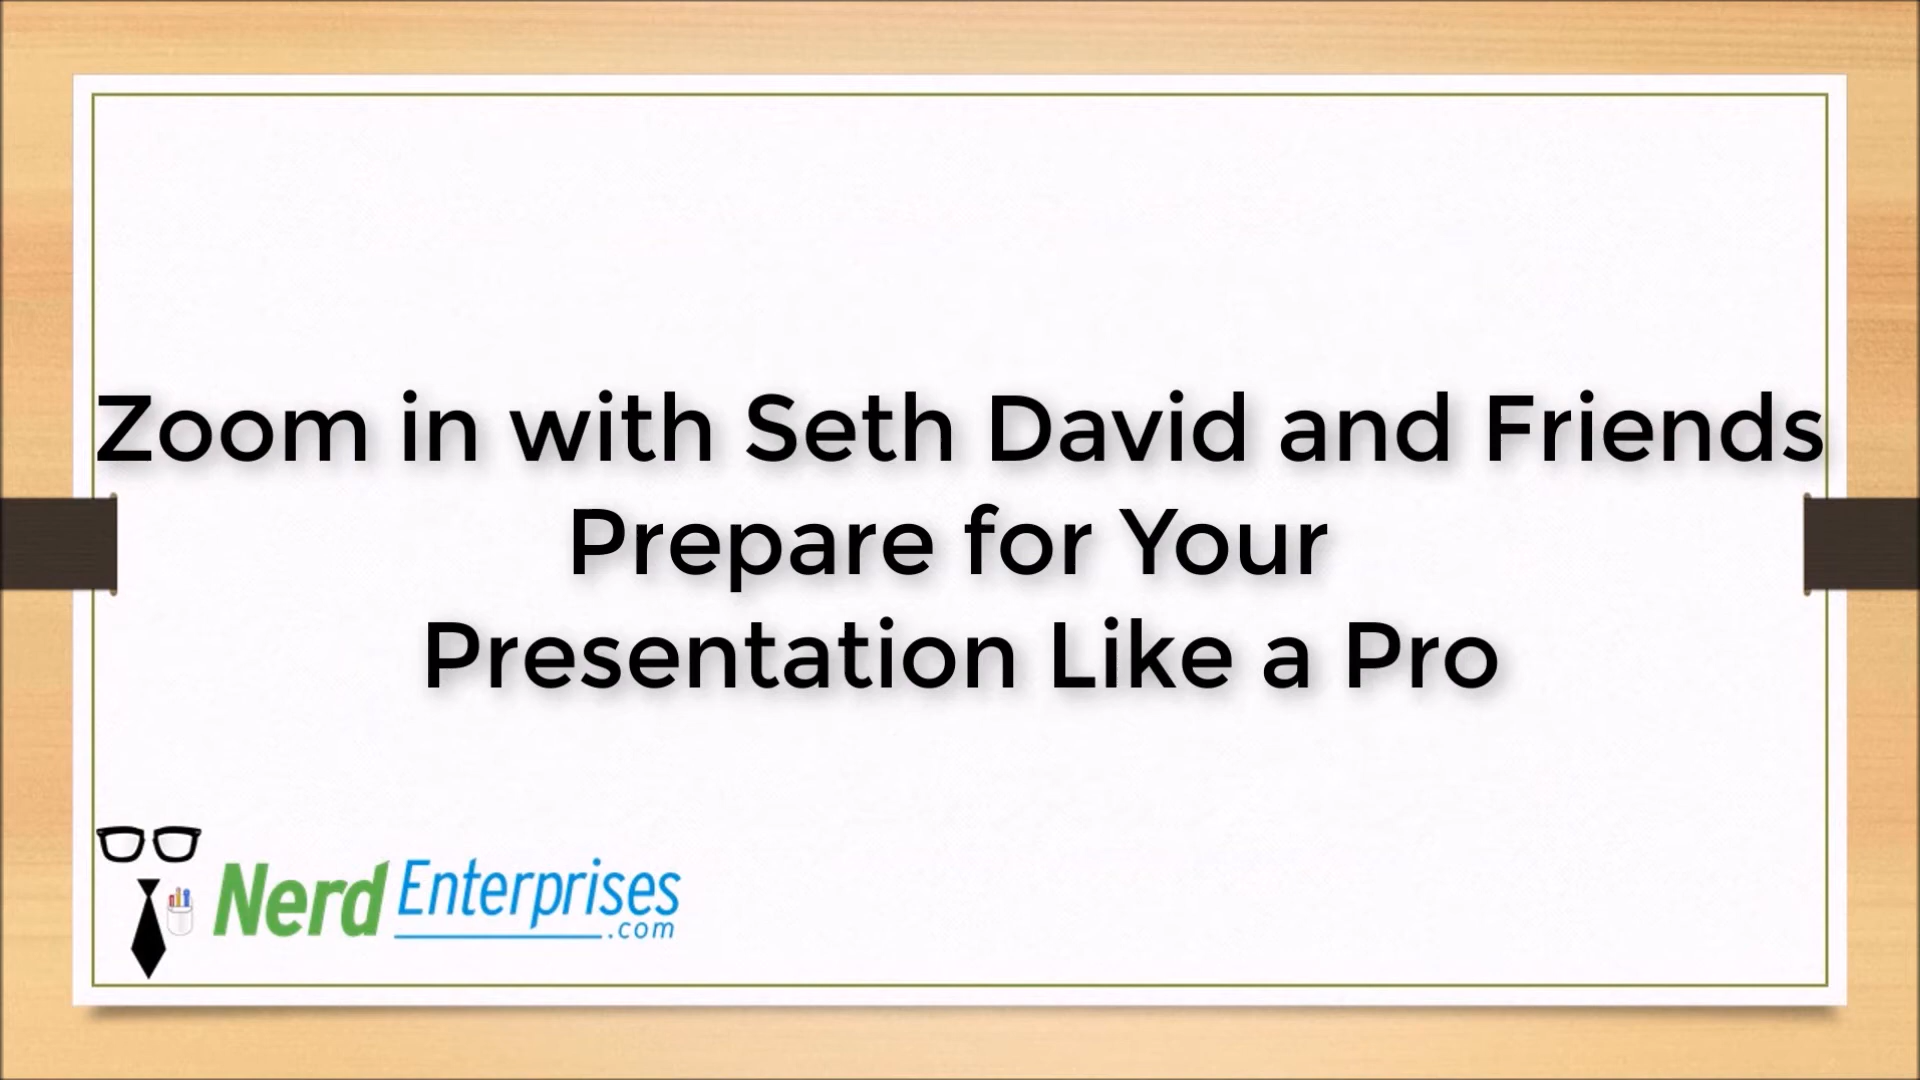 Zoom in with Seth David and Friends
Prepare for Your
Presentation Like a Pro
Nerd Enterprises
.com